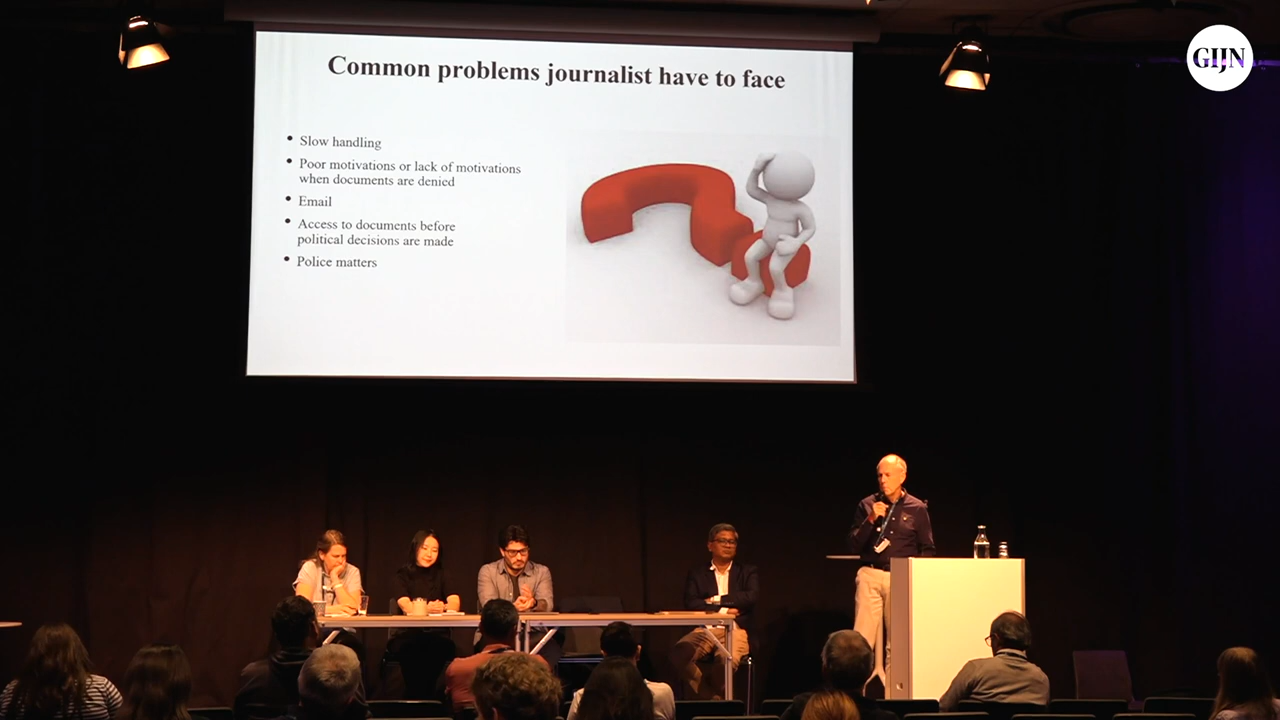 GIJN
Common problems journalist have to face
• Slow handling
• Poor motivations or lack of motivations
when documents are denied
• Email
• Access to documents before
political decisions are made
• Police matters